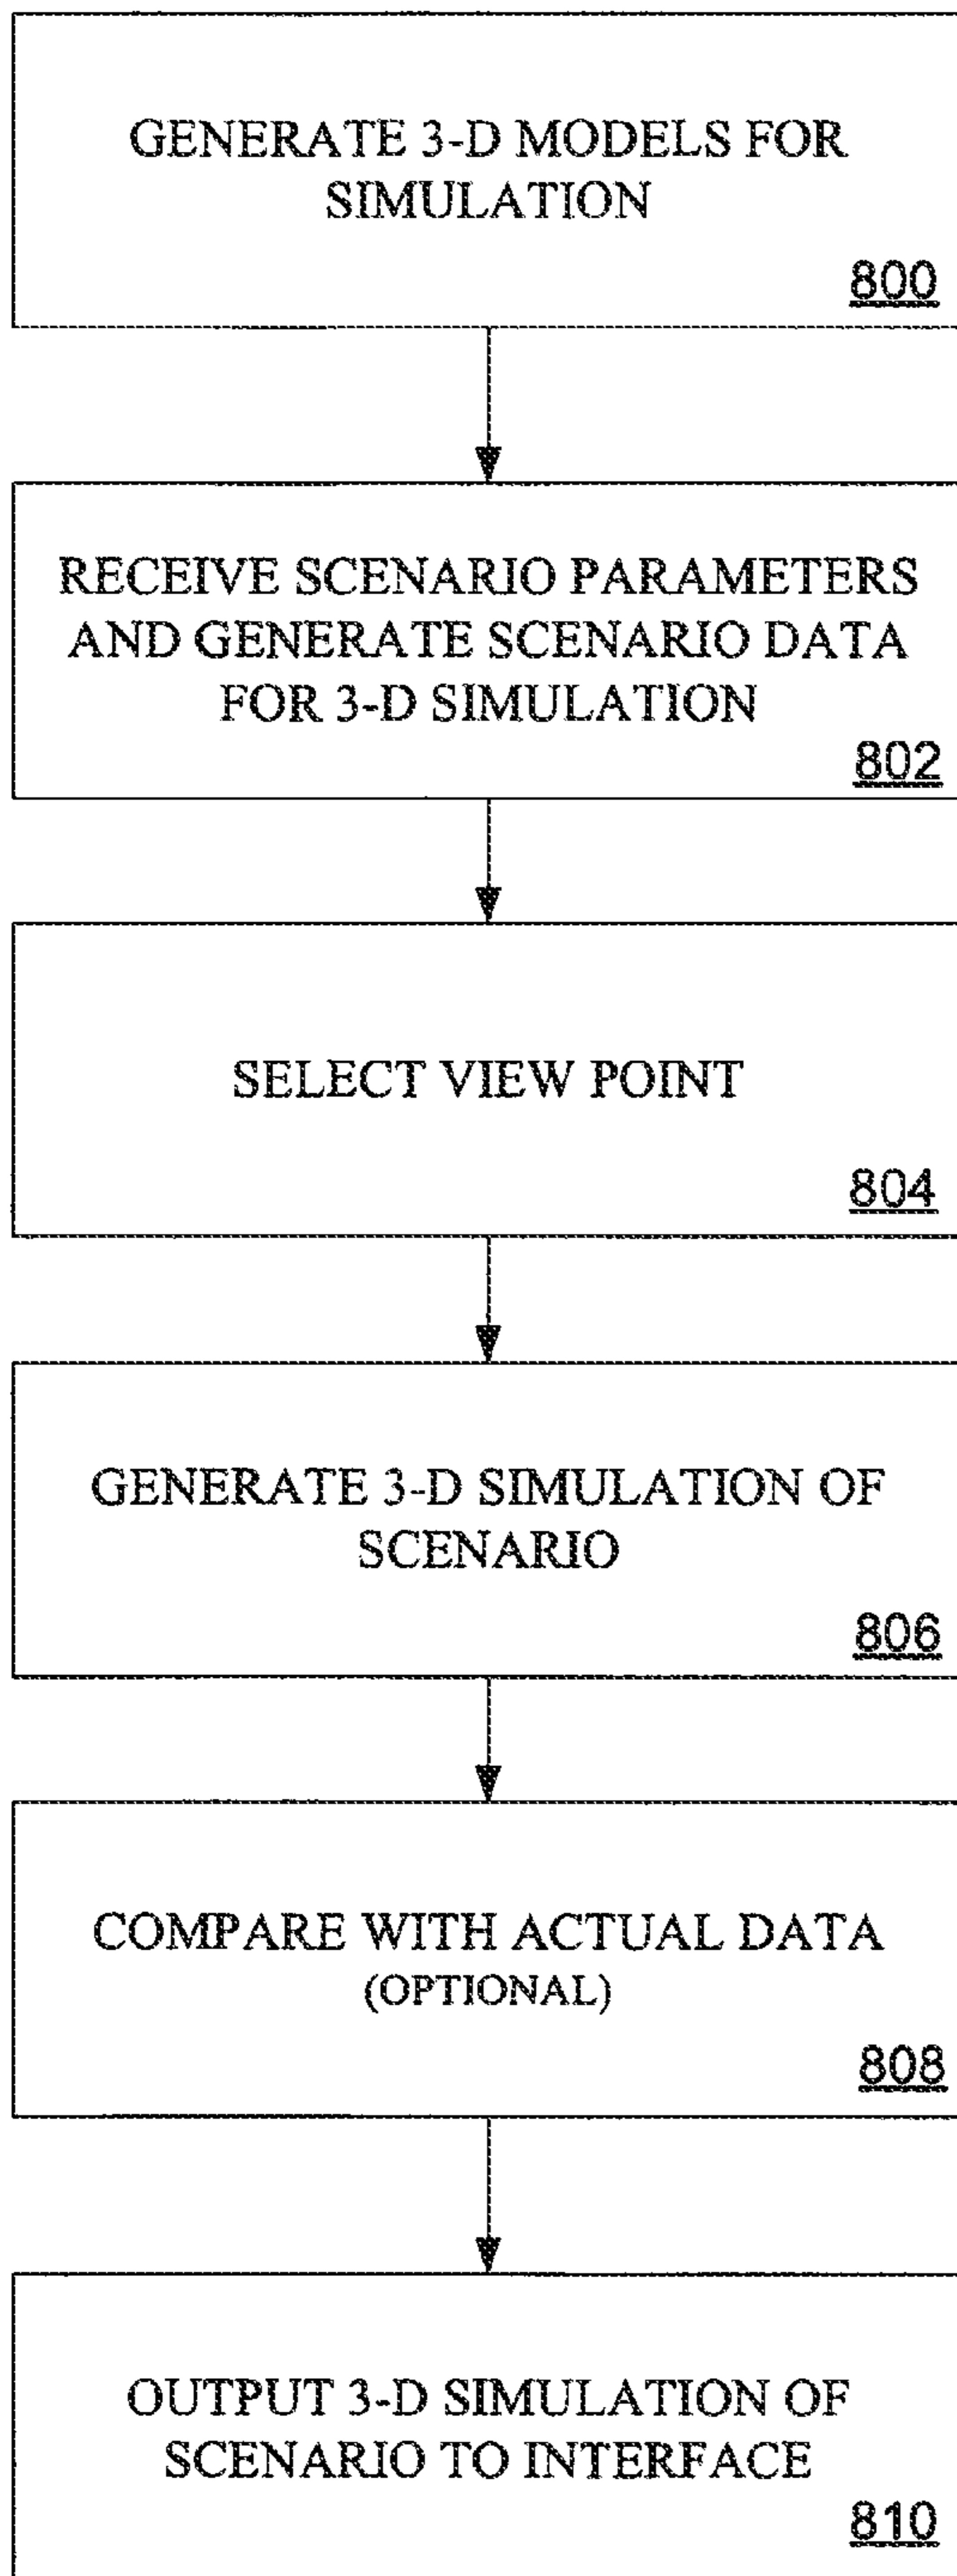 GENERATE 3-D MODELS FOR
SIMULATION
800
RECEIVE SCENARIO PARAMETERS
AND GENERATE SCENARIO DATA
FOR 3-D SIMULATION
802
SELECT VIEW POINT
804
GENERATE 3-D SIMULATION OF
SCENARIO
806
COMPARE WITH ACTUAL DATA
(OPTIONAL)
808
OUTPUT 3-D SIMULATION OF
SCENARIO TO INTERFACE
810